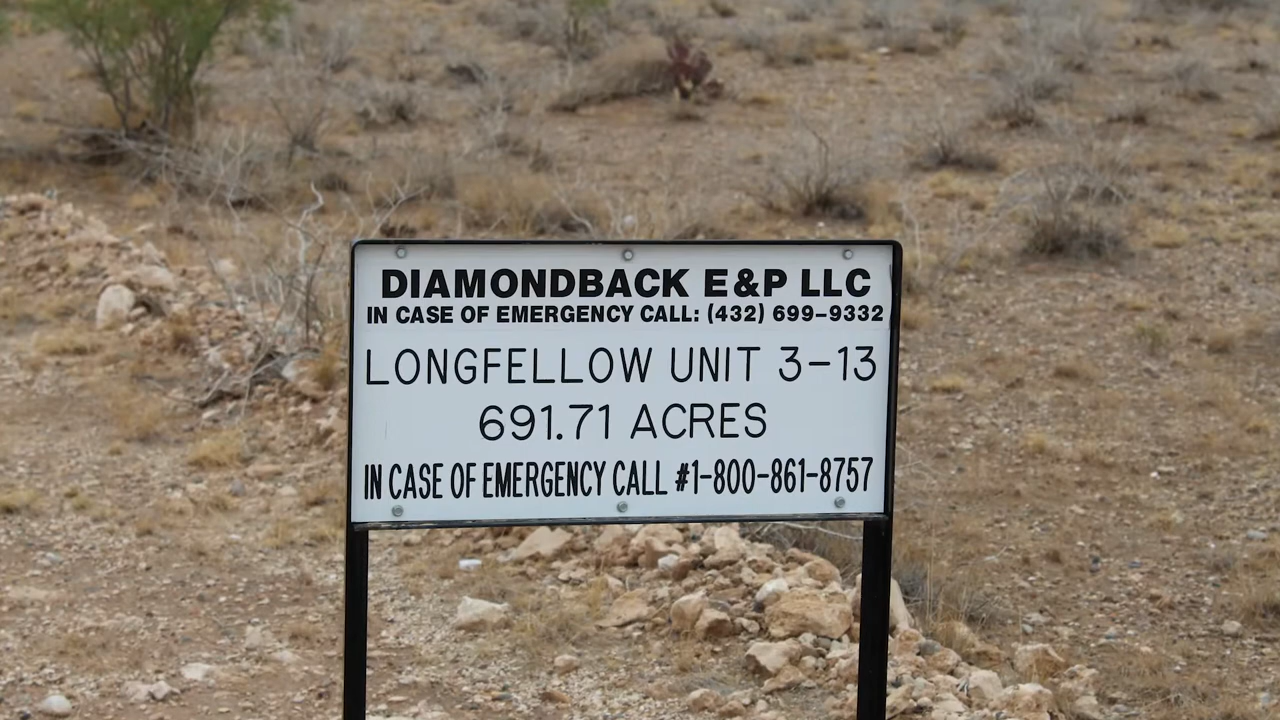 DIAMONDBACK E&P LLC
IN CASE OF EMERGENCY CALL: (432) 699-9332
LONGFELLOW UNIT 3-13
691.71 ACRES
IN CASE OF EMERGENCY CALL #1-800-861-8757